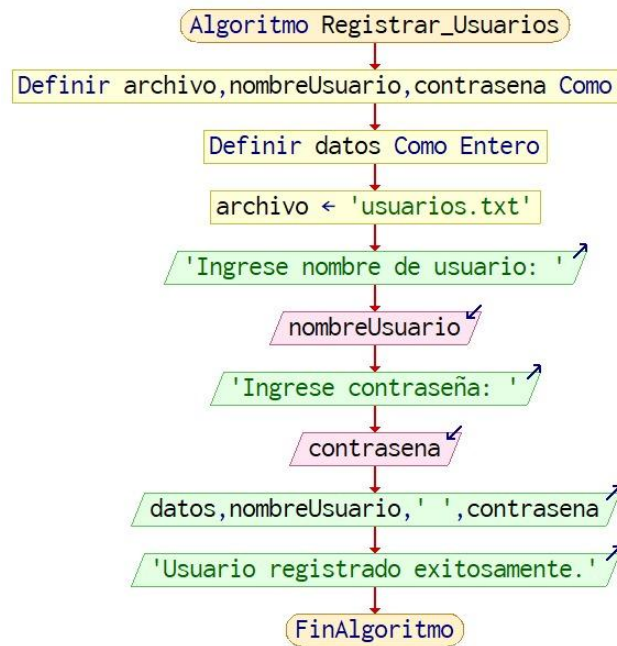 Algoritmo Registrar_Usuarios
Definir archivo,nombreUsuario,contrasena Como
Definir datos Como Entero
archivo ← 'usuarios.txt'
'Ingrese nombre de usuario: '
nombreUsuario
'Ingrese contraseña: '
contrasena
datos,nombreUsuario,' ',contrasena
'Usuario registrado exitosamente.'
FinAlgoritmo